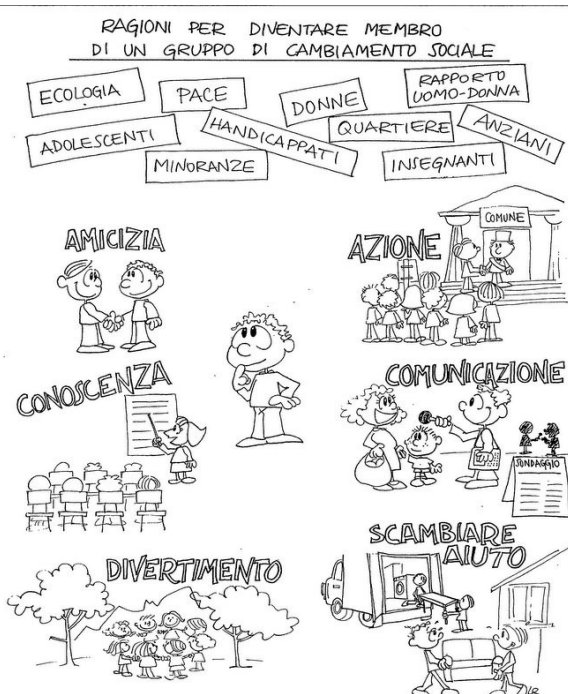 RAGIONI PER DIVENTARE MEMBRO
DI UN GRUPPO DI CAMBIAMENTO SOCIALE
ECOLOGIA
PACE
DONNE
RAPPORTO
UOMO-DONNA
ADOLESCENTI
HANDICAPPATI
QUARTIERE
ANZIANI
MINORANZE
INSEGNANTI
AMICIZIA
AZIONE
COMUNE
CONOSCENZA
COMUNICAZIONE
SONDAGGIO
DIVERTIMENTO
SCAMBIARE
AIUTO